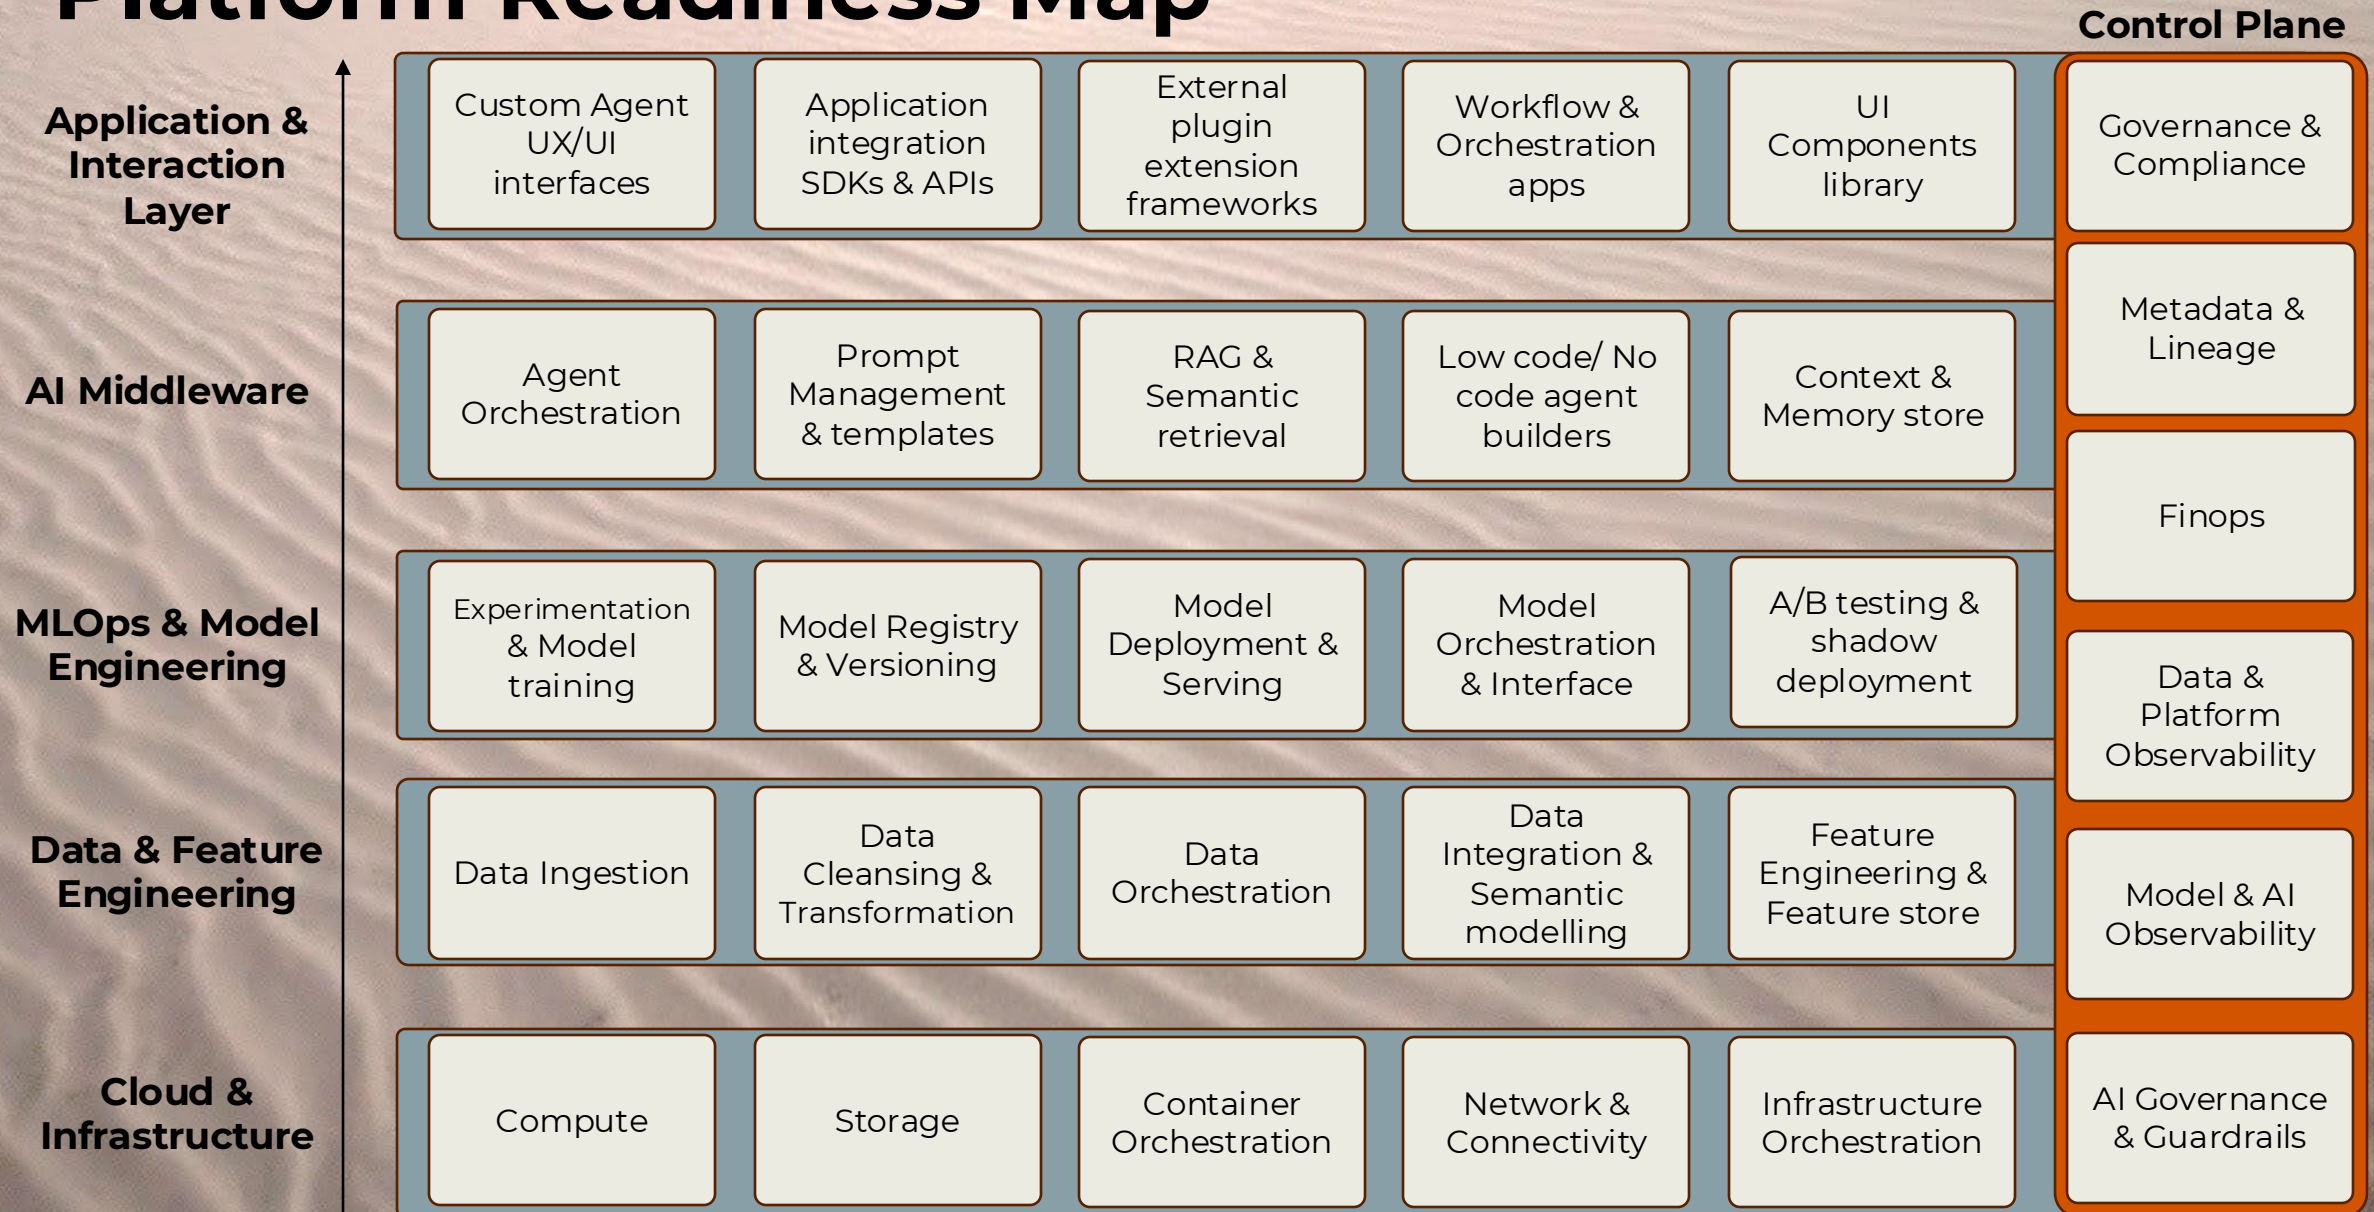 Platform Readiness Map
Control Plane
Application &
Interaction
Layer
Custom Agent
UX/UI
interfaces
Application
integration
SDKs & APIs
External
plugin
extension
frameworks
Workflow &
Orchestration
apps
UI
Components
library
Governance &
Compliance
Metadata &
Lineage
AI Middleware
Agent
Orchestration
Prompt
Management
& templates
RAG &
Semantic
retrieval
Low code/ No
code agent
builders
Context &
Memory store
Finops
MLOps & Model
Engineering
Experimentation
& Model
training
Model Registry
& Versioning
Model
Deployment &
Serving
Model
Orchestration
& Interface
A/B testing &
shadow
deployment
Data &
Platform
Observability
Data & Feature
Engineering
Data Ingestion
Data
Cleansing &
Transformation
Data
Orchestration
Data
Integration &
Semantic
modelling
Feature
Engineering &
Feature store
Model & AI
Observability
Cloud &
Infrastructure
Compute
Storage
Container
Orchestration
Network &
Connectivity
Infrastructure
Orchestration
AI Governance
& Guardrails